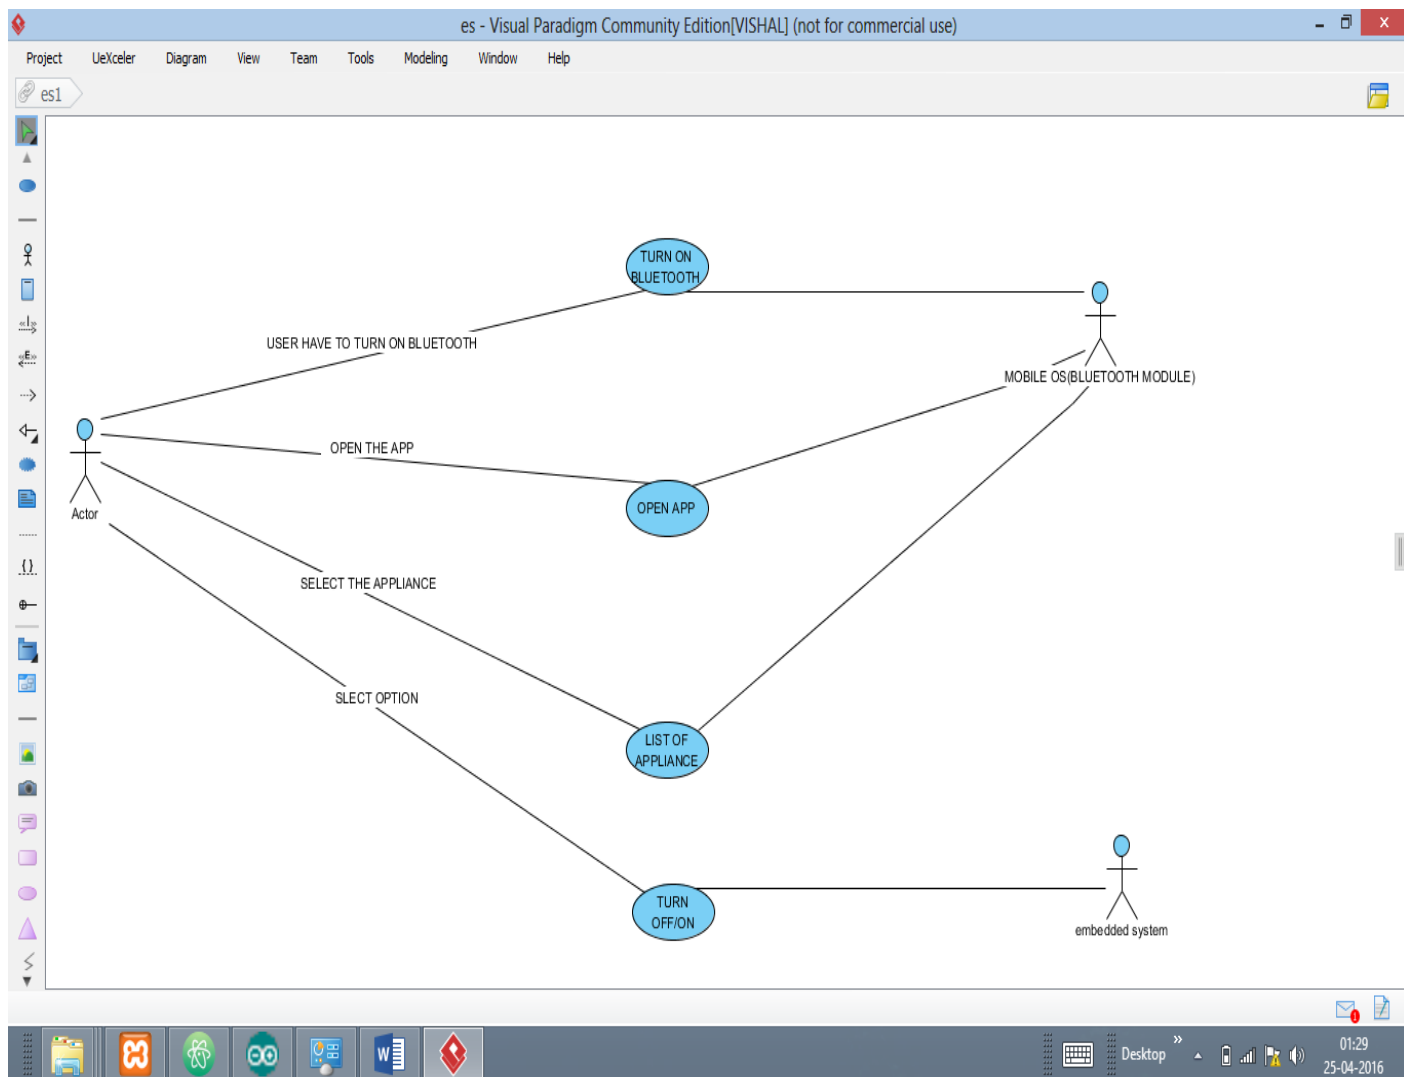 es - Visual Paradigm Community Edition[VISHAL] (not for commercial use)
Project UeXceler Diagram View Team Tools Modeling Window Help
es1
TURN ON
BLUETOOTH
USER HAVE TO TURN ON BLUETOOTH
MOBILE OS(BLUETOOTH MODULE)
OPEN THE APP
OPEN APP
Actor
SELECT THE APPLIANCE
SLECT OPTION
LIST OF
APPLIANCE
TURN
OFF/ON
embedded system
«I»
«E»
{}
W
Desktop
01:29
25-04-2016